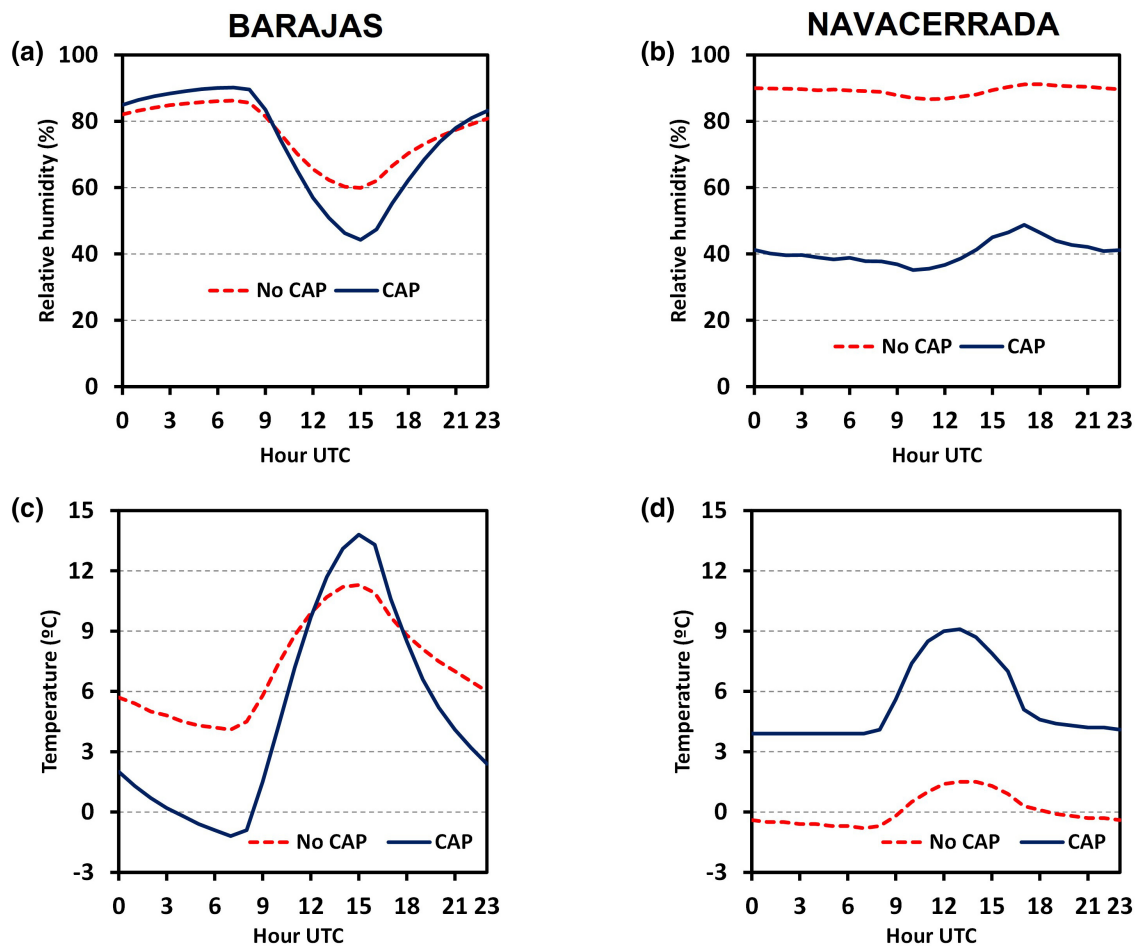 BARAJAS
NAVACERRADA
(a)
Relative humidity (%)
100
80
60
40
20
0
No CAP
CAP
0 3 6 9 12 15 18 21 23
Hour UTC
(b)
Relative humidity (%)
100
80
60
40
20
0
No CAP
CAP
0 3 6 9 12 15 18 21 23
Hour UTC
(c)
Temperature (ºC)
15
12
9
6
3
0
-3
No CAP
CAP
0 3 6 9 12 15 18 21 23
Hour UTC
(d)
Temperature (ºC)
15
12
9
6
3
0
-3
No CAP
CAP
0 3 6 9 12 15 18 21 23
Hour UTC